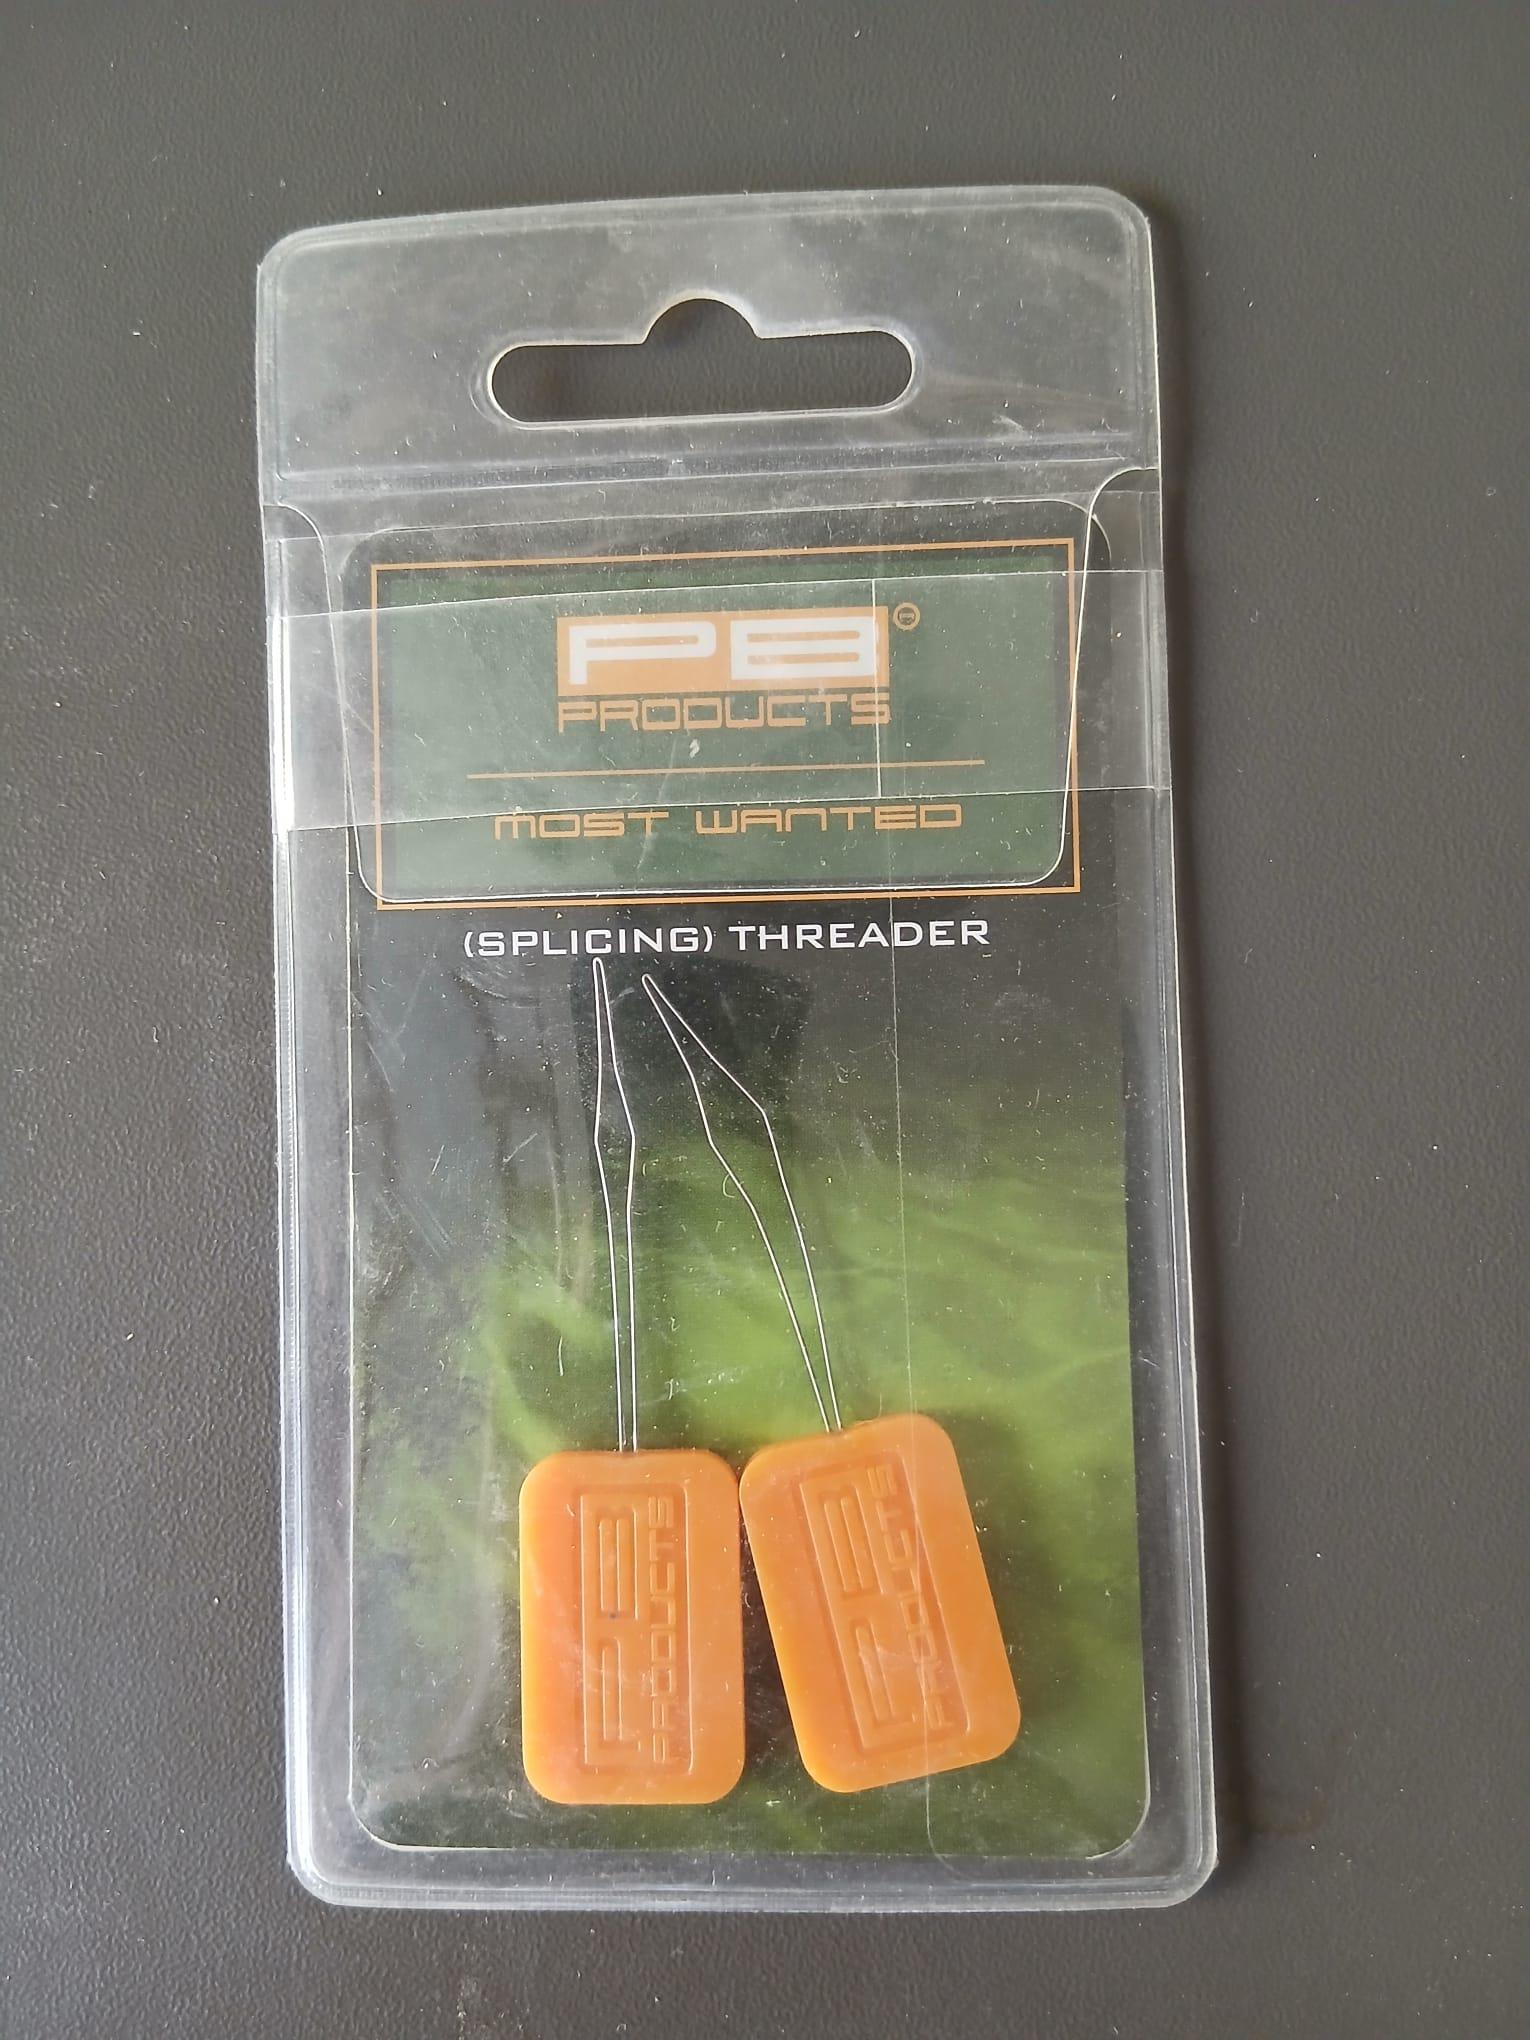 PB®
PRODUCTS
MOST WANTED
(SPLICING) THREADER
PB
PRODUCTS
PB
PRODUCTS